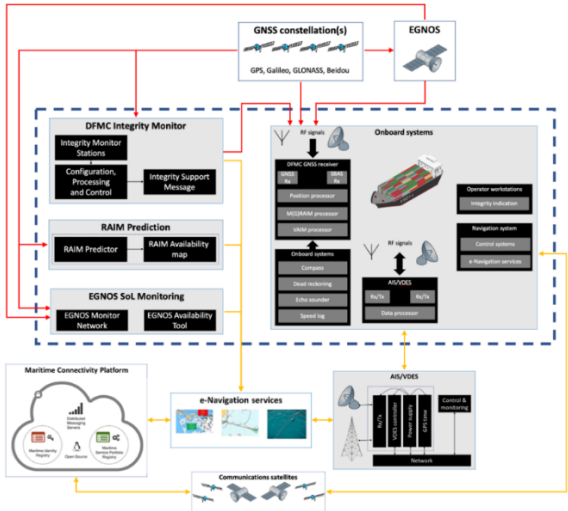 GNSS constellation(s)
GPS, Galileo, GLONASS, Beidou
EGNOS
DFMC Integrity Monitor
Integrity Monitor
Stations
Configuration,
Processing
and Control
Integrity Support
Message
RAIM Prediction
RAIM Predictor
RAIM Availability
map
EGNOS SoL Monitoring
EGNOS Monitor
Network
EGNOS Availability
Tool
Onboard systems
RF signals
DFMC GNSS receiver
GNSS
Rx
SBAS
Rx
Position processor
M(G)RAIM processor
VAIM processor
Onboard systems
Compass
Dead reckoning
Echo sounder
Speed log
RF signals
AIS/VDES
Rx/Tx
Rx/Tx
Data processor
Operator workstations
Integrity indication
Navigation system
Control systems
e-Navigation services
Maritime Connectivity Platform
Distributed
Messaging
Servers
Maritime Identity
Registry
Open Source
Maritime
Service Portfolio
Registry
e-Navigation services
AIS/VDES
Rx/Tx
VDES controller
Power supply
GPS time
Control &
monitoring
Network
Communications satellites